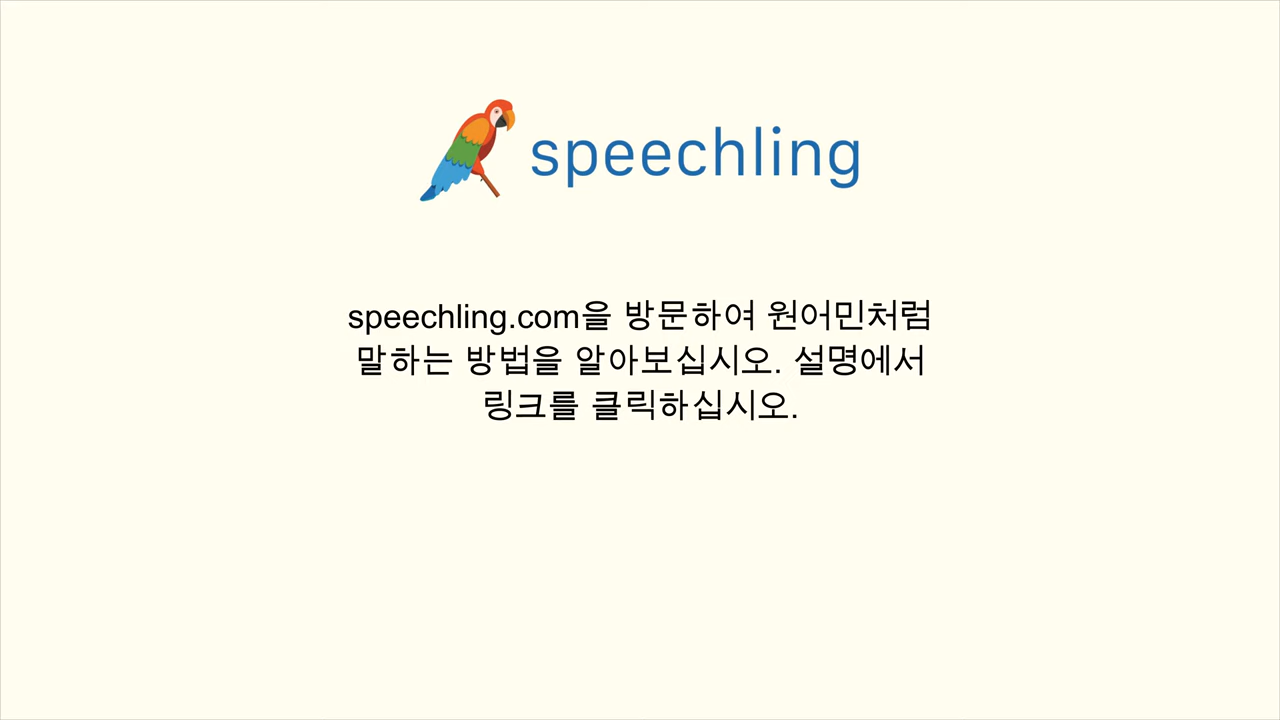 speechling
speechling.com을 방문하여 원어민처럼
말하는 방법을 알아보십시오. 설명에서
링크를 클릭하십시오.